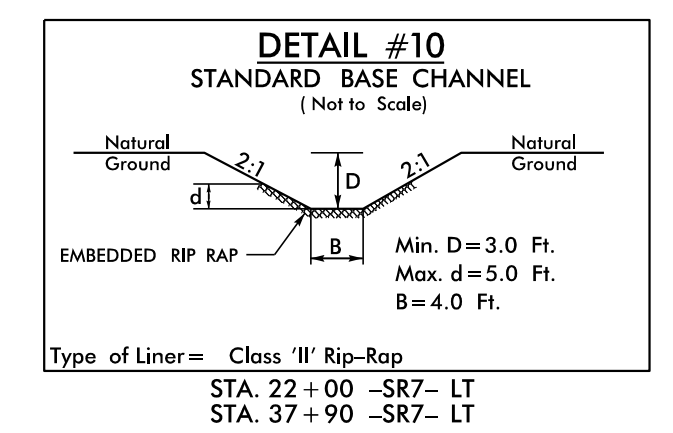 DETAIL #10
STANDARD BASE CHANNEL
( Not to Scale)
Natural
Ground
2:1
D
2:1
Natural
Ground
d
B
EMBEDDED RIP RAP
Min. D=3.0 Ft.
Max. d=5.0 Ft.
B=4.0 Ft.
Type of Liner= Class 'II' Rip-Rap
STA. 22+00 -SR7- LT
STA. 37+90 -SR7- LT